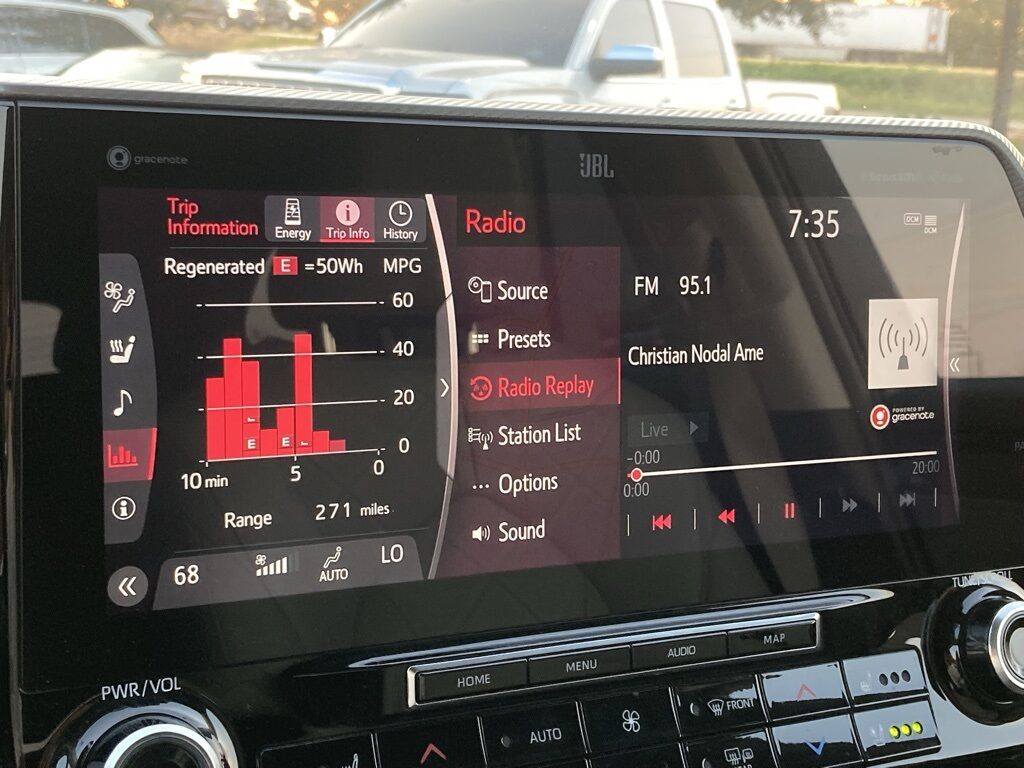 gracenote
JBL
Trip
Information
Energy
Trip Info
History
Regenerated E =50Wh MPG
60
40
20
0
E
E
10 min
5
0
Range 271 miles
68
AUTO
LO
Radio
7:35
DCM
DCM
Source
Presets
Radio Replay
Station List
Options
Sound
FM 95.1
Christian Nodal Ame
POWERED BY
gracenote
Live
-0:00
0:00
20:00
PWR/VOL
TUNE/SCROLL
HOME
MENU
AUDIO
MAP
AUTO
FRONT